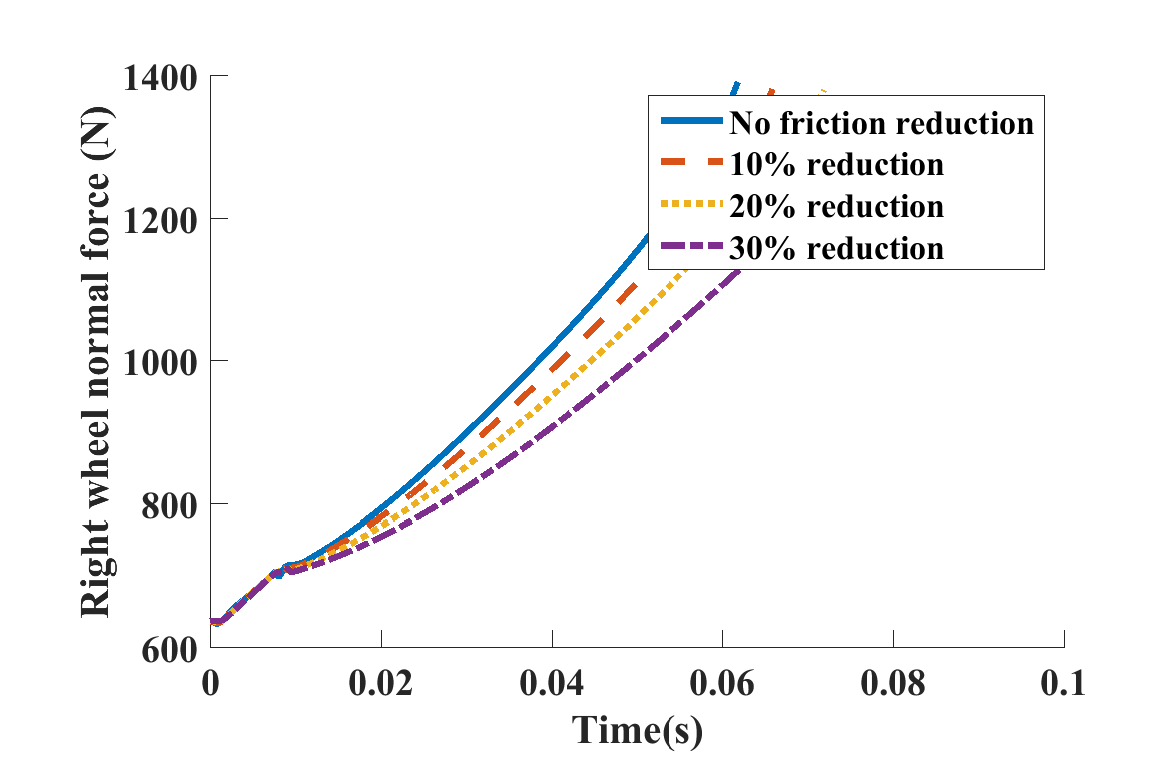 Right wheel normal force (N)
1400
1200
1000
800
600
No friction reduction
10% reduction
20% reduction
30% reduction
0
0.02
0.04
0.06
0.08
0.1
Time(s)